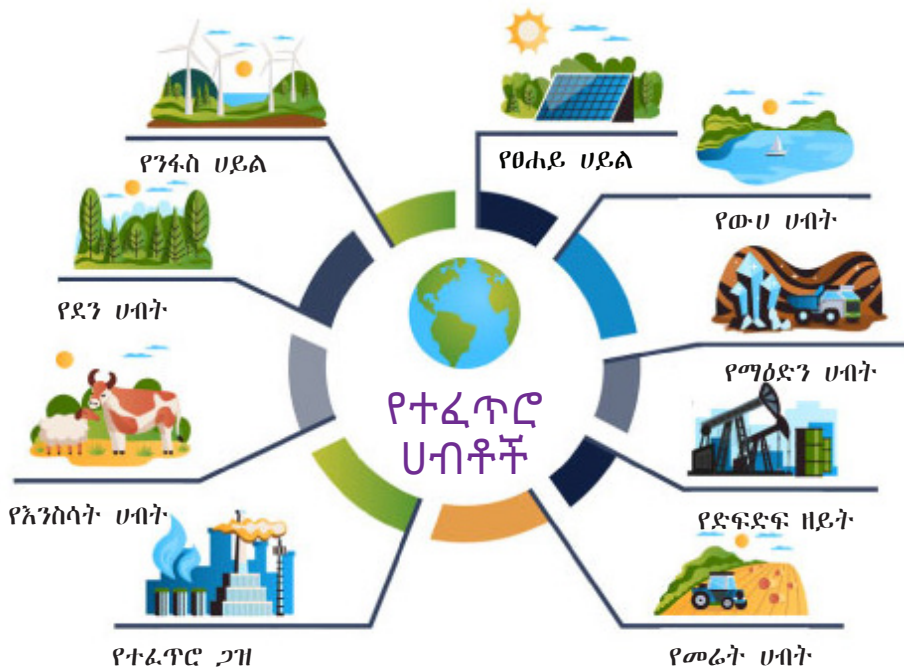 የንፋስ ሀይል
የፀሐይ ሀይል
የውሀ ሀብት
የደን ሀብት
የማዕድን ሀብት
የተፈጥሮ
ሀብቶች
የእንስሳት ሀብት
የድፍድፍ ዘይት
የተፈጥሮ ጋዝ
የመሬት ሀብት